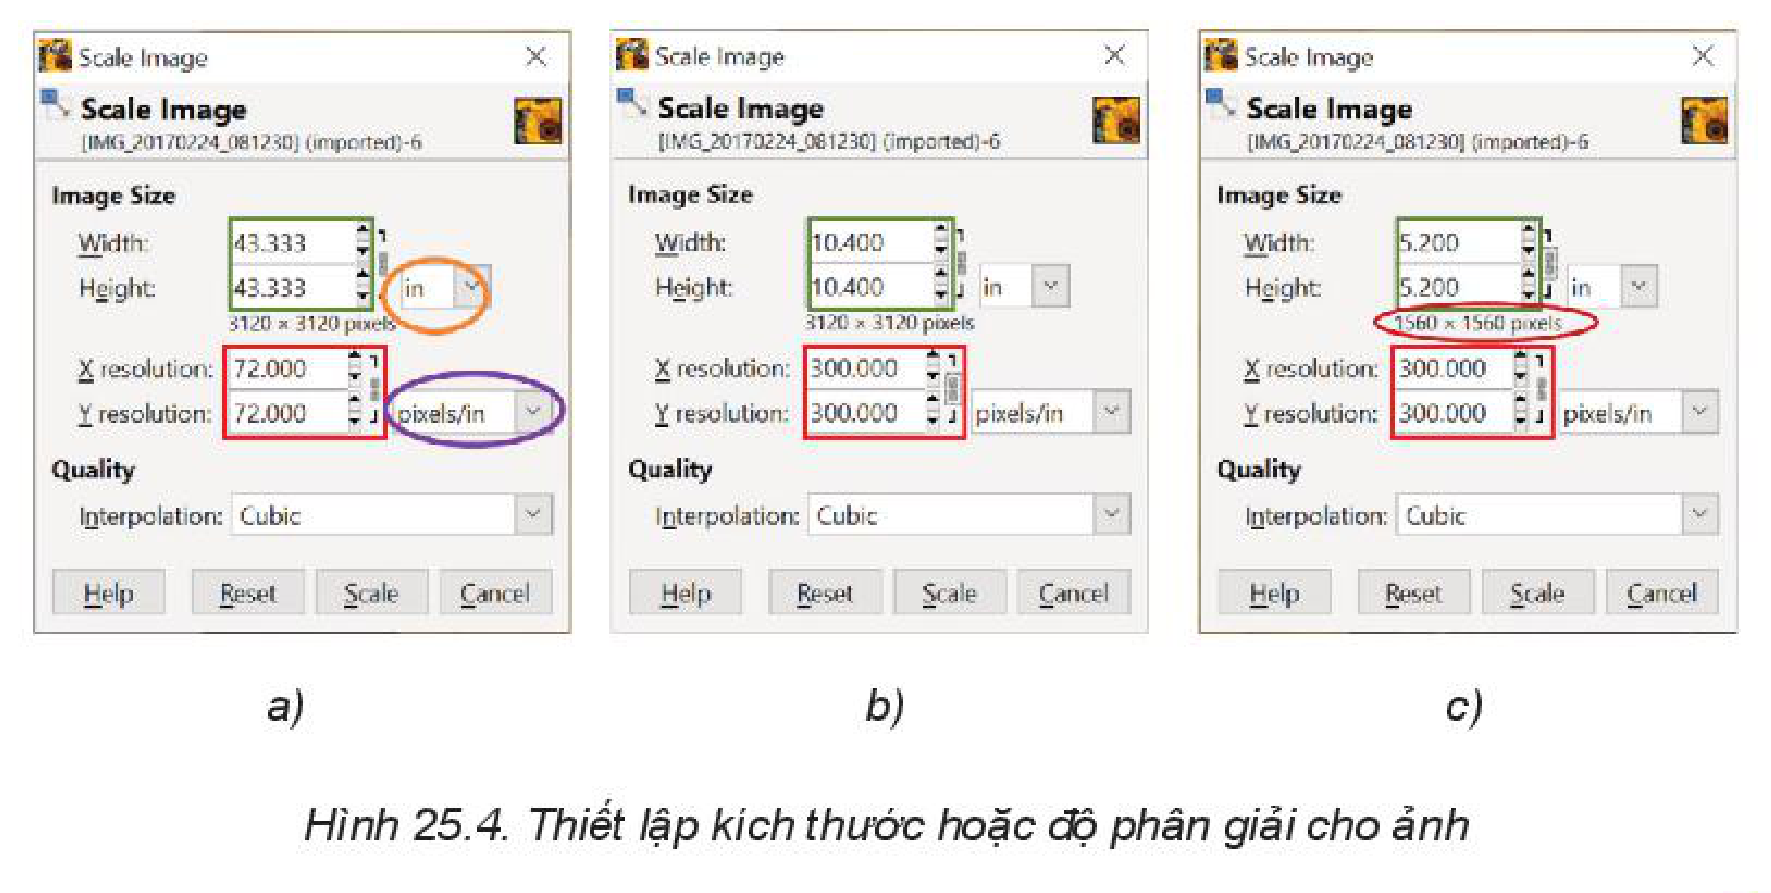 Scale Image
Scale Image
[IMG_20170224_081230] (imported)-6
Image Size
Width: 43.333
Height: 43.333 in
3120 × 3120 pixels
X resolution: 72.000
Y resolution: 72.000 pixels/in
Quality
Interpolation: Cubic
Help Reset Scale Cancel
a)
Scale Image
Scale Image
[IMG_20170224_081230] (imported)-6
Image Size
Width: 10.400
Height: 10.400 in
3120 × 3120 pixels
X resolution: 300.000
Y resolution: 300.000 pixels/in
Quality
Interpolation: Cubic
Help Reset Scale Cancel
b)
Scale Image
Scale Image
[IMG_20170224_081230] (imported)-6
Image Size
Width: 5.200
Height: 5.200 in
1560 × 1560 pixels
X resolution: 300.000
Y resolution: 300.000 pixels/in
Quality
Interpolation: Cubic
Help Reset Scale Cancel
c)
Hình 25.4. Thiết lập kich thước hoặc độ phân giải cho ảnh